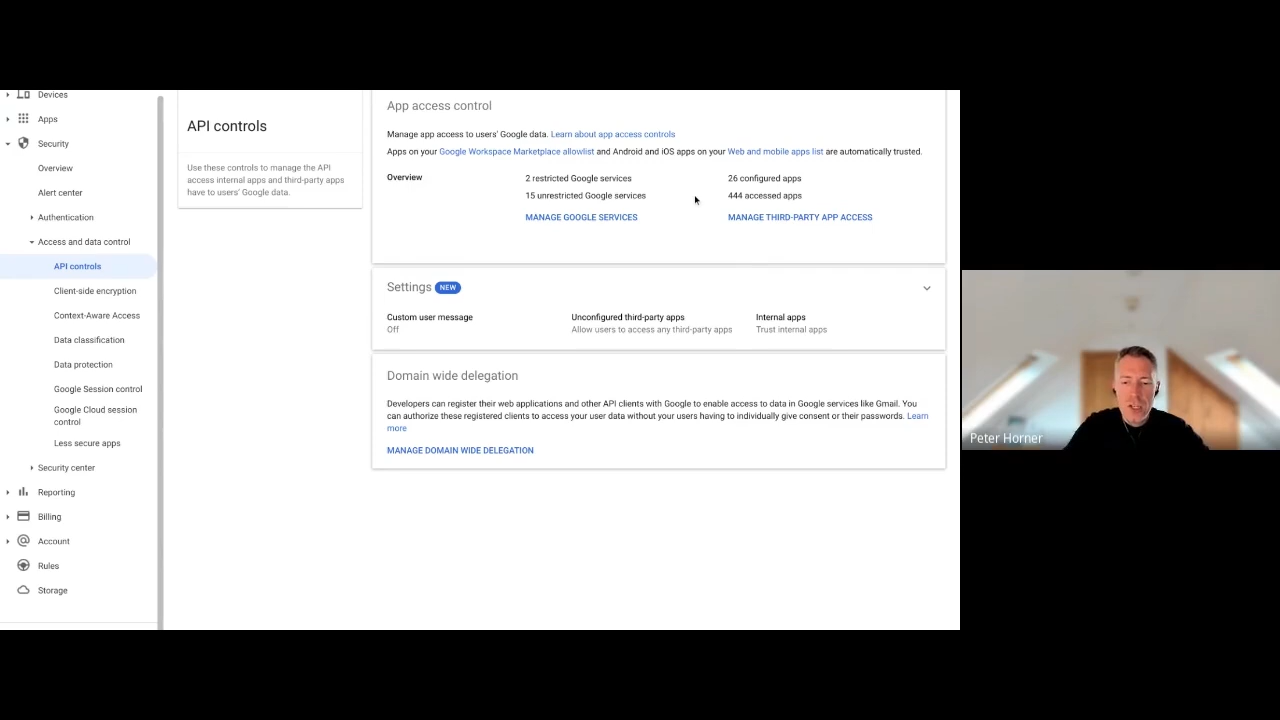 Devices
Apps
Security
Overview
Alert center
Authentication
Access and data control
API controls
Client-side encryption
Context-Aware Access
Data classification
Data protection
Google Session control
Google Cloud session
control
Less secure apps
Security center
Reporting
Billing
Account
Rules
Storage
API controls
Use these controls to manage the API
access internal apps and third-party apps
have to users' Google data.
App access control
Manage app access to users' Google data. Learn about app access controls
Apps on your Google Workspace Marketplace allowlist and Android and iOS apps on your Web and mobile apps list are automatically trusted.
Overview
2 restricted Google services
15 unrestricted Google services
MANAGE GOOGLE SERVICES
26 configured apps
444 accessed apps
MANAGE THIRD-PARTY APP ACCESS
Settings NEW
Custom user message
Off
Unconfigured third-party apps
Allow users to access any third-party apps
Internal apps
Trust internal apps
Domain wide delegation
Developers can register their web applications and other API clients with Google to enable access to data in Google services like Gmail. You
can authorize these registered clients to access your user data without your users having to individually give consent or their passwords. Learn
more
MANAGE DOMAIN WIDE DELEGATION
Peter Horner